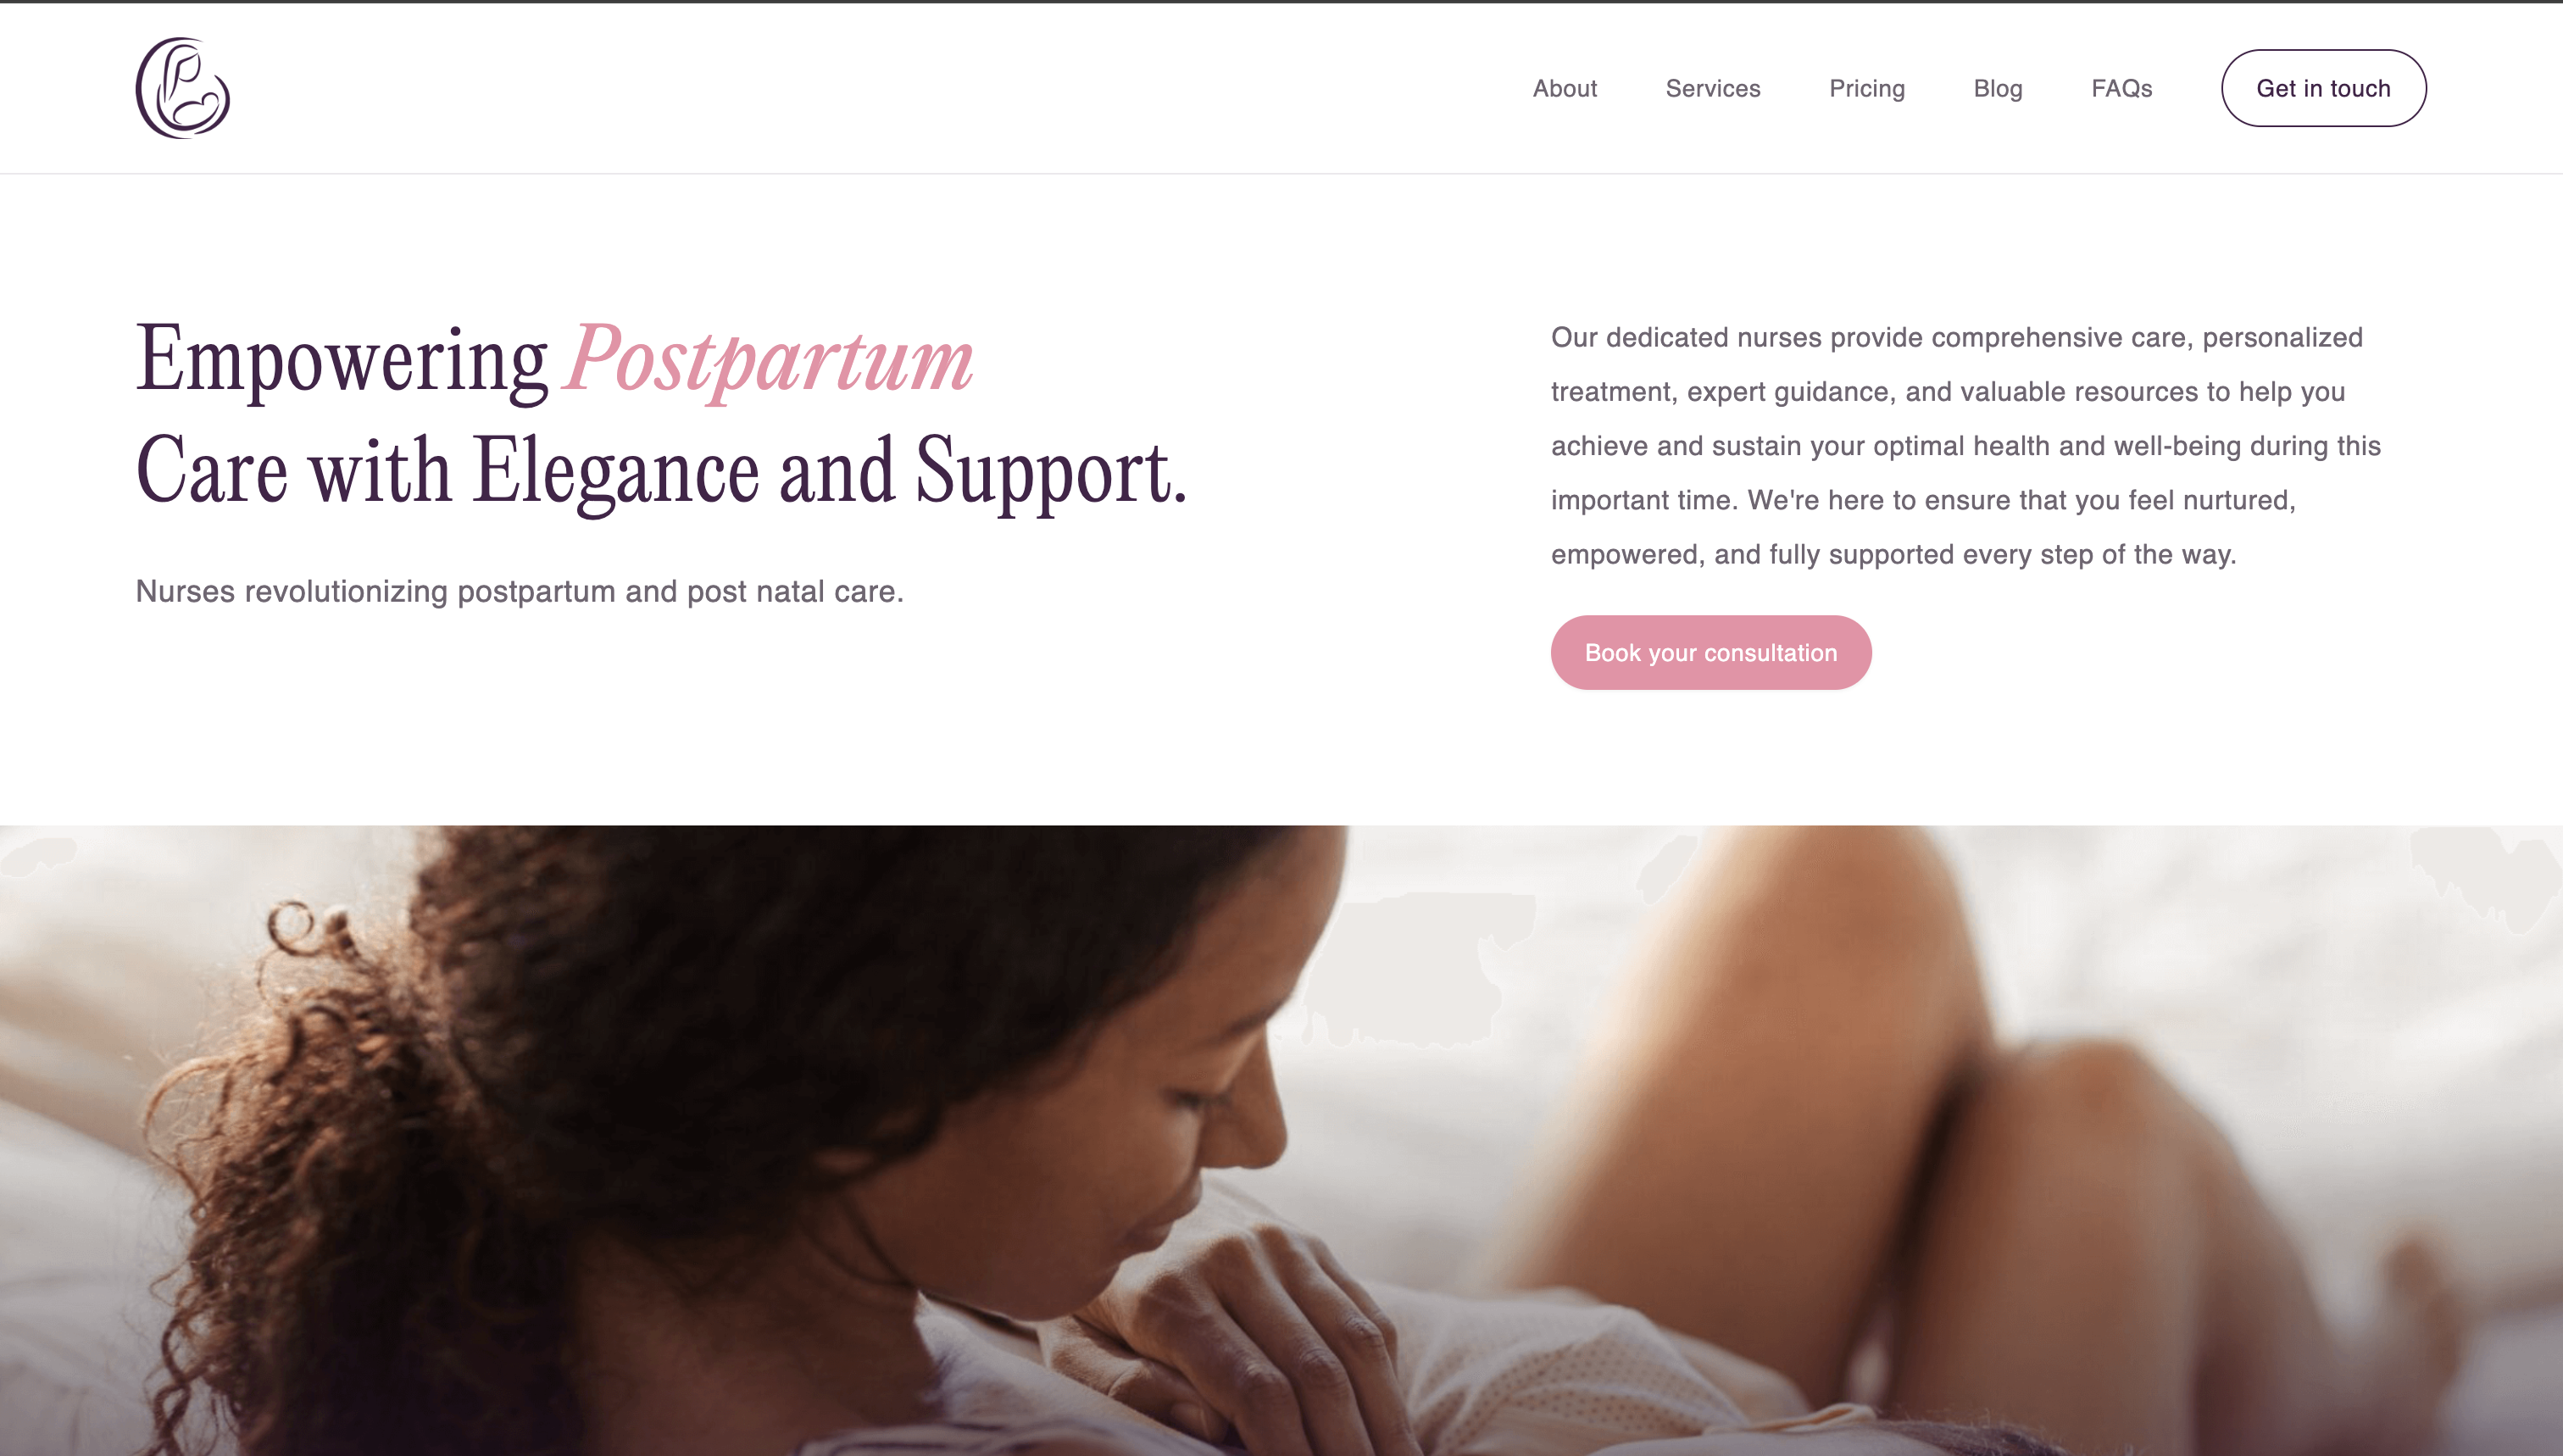 About Services Pricing Blog FAQs Get in touch
Empowering Postpartum
Care with Elegance and Support.
Nurses revolutionizing postpartum and post natal care.
Our dedicated nurses provide comprehensive care, personalized
treatment, expert guidance, and valuable resources to help you
achieve and sustain your optimal health and well-being during this
important time. We're here to ensure that you feel nurtured,
empowered, and fully supported every step of the way.
Book your consultation